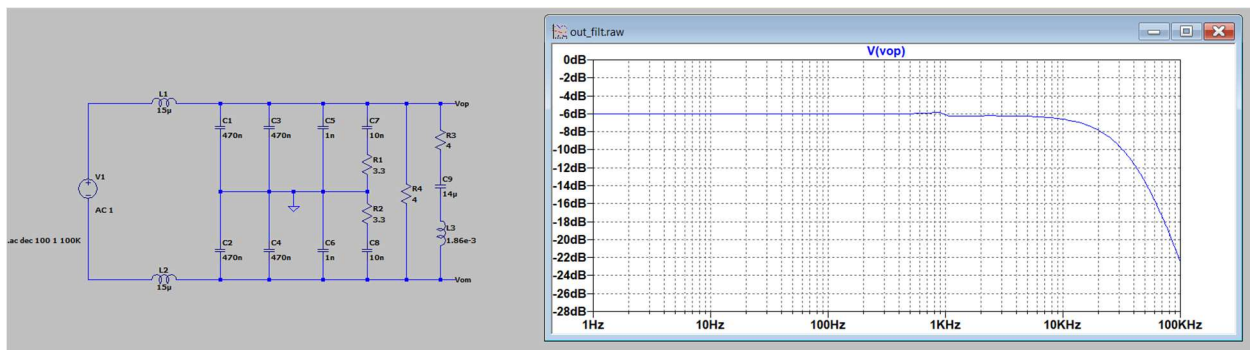 L1
15µ
Vop
C1
470n
C3
470n
C5
1n
C7
10n
R3
4
R1
3.3
C9
14µ
V1
R4
4
AC 1
R2
3.3
L3
1.86e-3
.ac dec 100 1 100K
C2
470n
C4
470n
C6
1n
C8
10n
L2
15µ
Vom
out_filt.raw
V(vop)
0dB
-2dB
-4dB
-6dB
-8dB
-10dB
-12dB
-14dB
-16dB
-18dB
-20dB
-22dB
-24dB
-26dB
-28dB
1Hz 10Hz 100Hz 1KHz 10KHz 100KHz